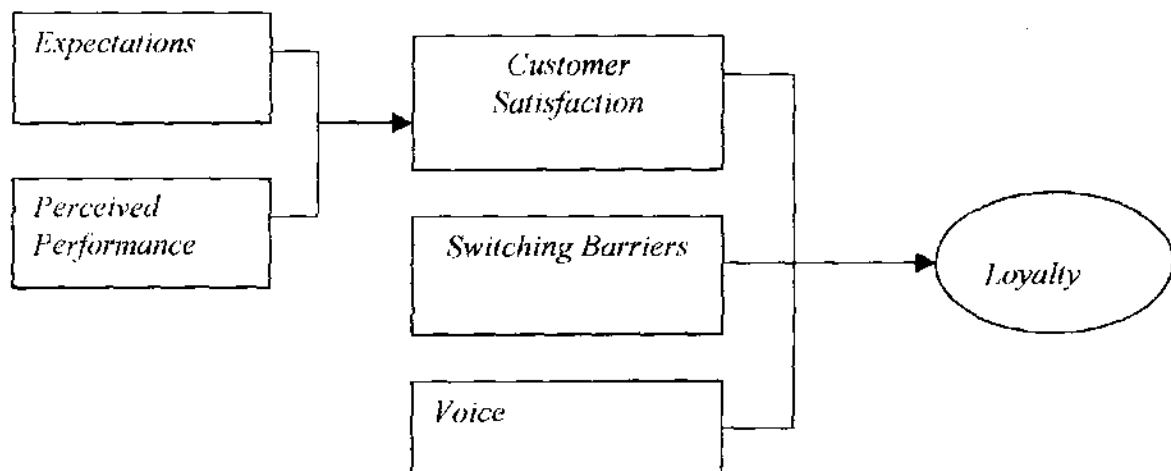 Expectations
Customer
Satisfaction
Perceived
Performance
Switching Barriers
Loyalty
Voice